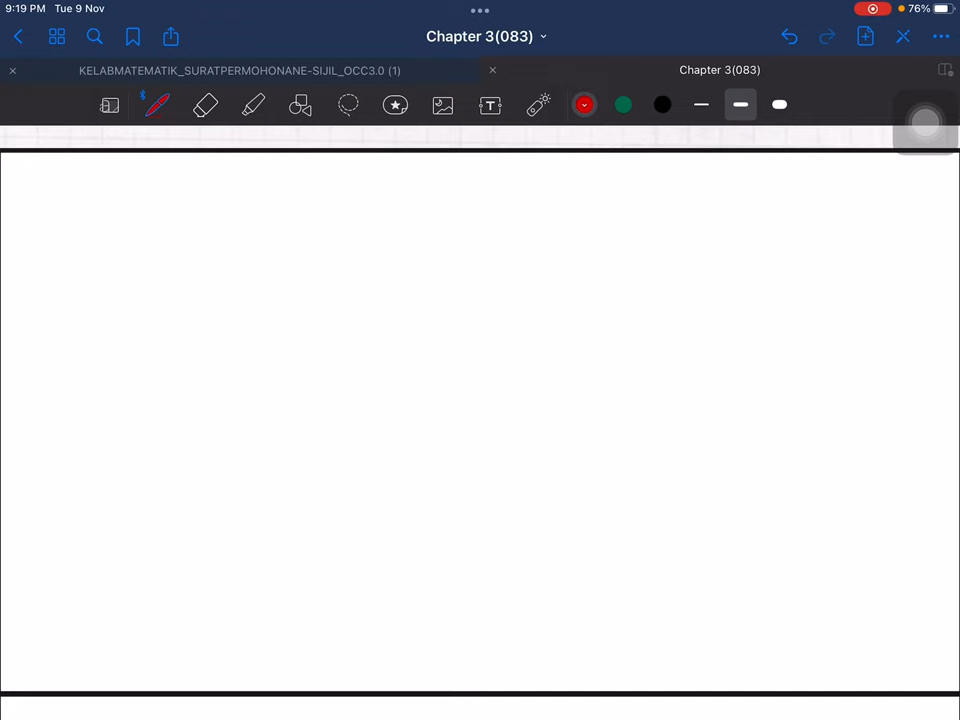 9:19 PM Tue 9 Nov
76%
Chapter 3(083)
KELABMATEMATIK_SURATPERMOHONANE-SIJIL_OCC3.0 (1)
Chapter 3(083)
T